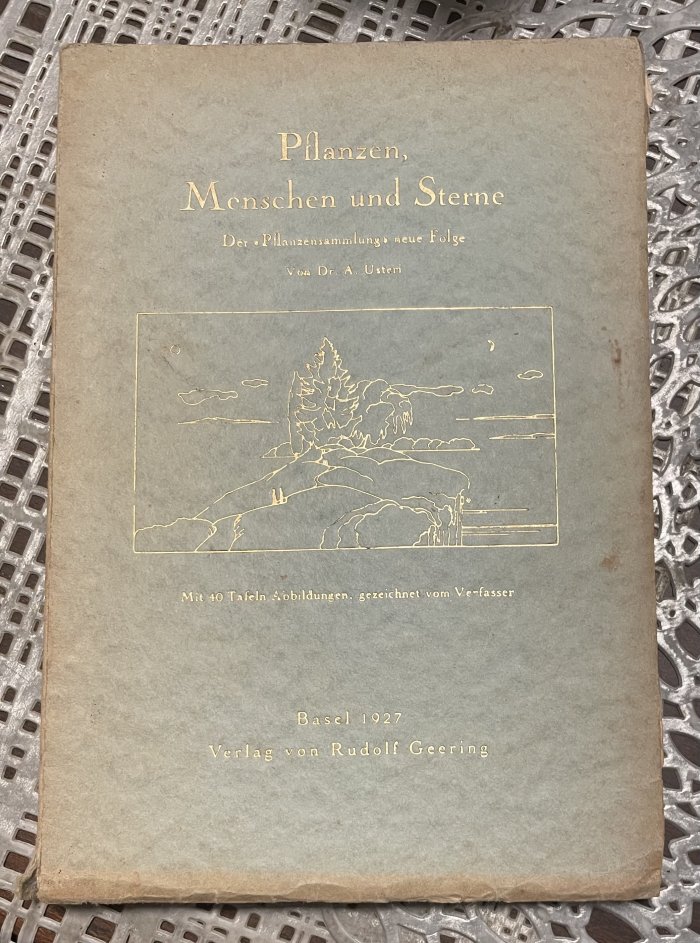 Pflanzen,
Menschen und Sterne
Der «Pflanzensammlung» neue Folge
Von Dr. A. Usteri
Mit 40 Tafeln Abbildungen, gezeichnet vom Verfasser
Basel 1927
Verlag von Rudolf Geering